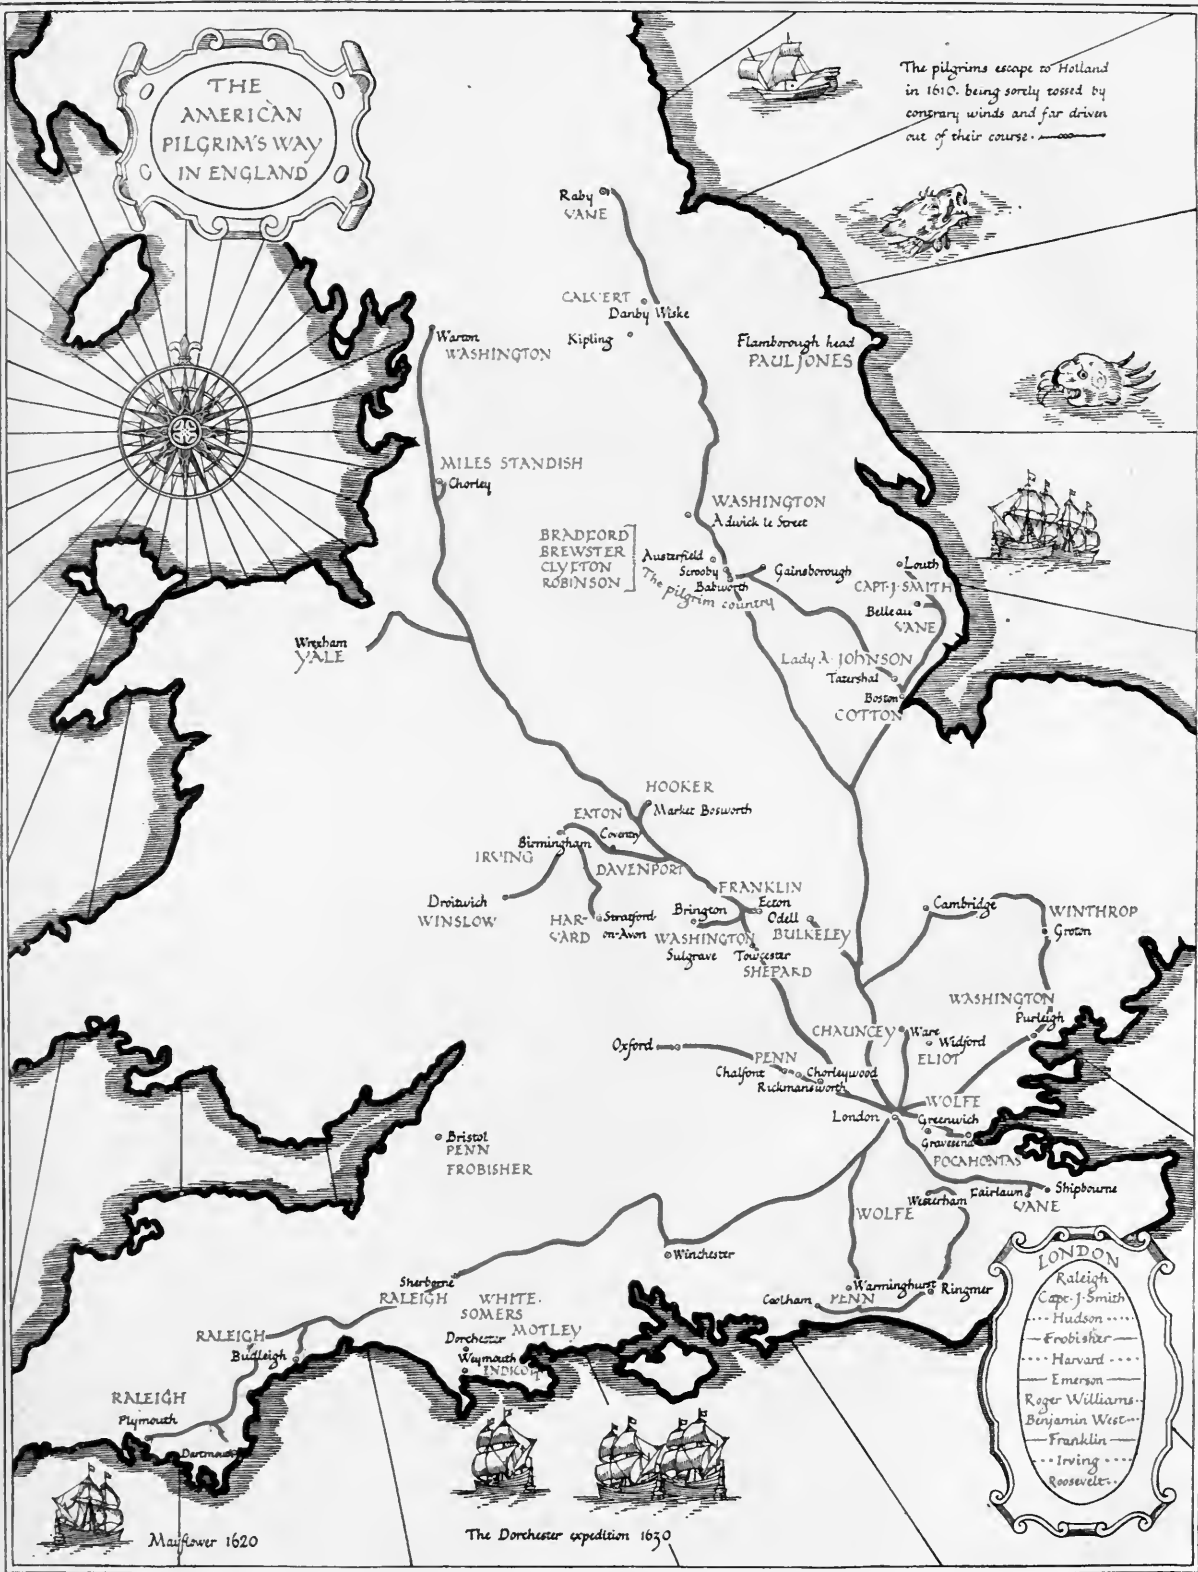 THE
AMERICAN
PILGRIM'S WAY
IN ENGLAND
The pilgrims escape to Holland
in 1610. being sorely tossed by
contrary winds and far driven
out of their course.
Raby
VANE
CALVERT
Danby Wiske
Kipling
Flamborough head
PAUL JONES
Warton
WASHINGTON
MILES STANDISH
Chorley
WASHINGTON
Adwick le Street
BRADFORD
BREWSTER
CLYFTON
ROBINSON
Austerfield
Scrooby
Babworth
The pilgrim country
Gainsborough
Louth
CAPT. J. SMITH
Belleau
VANE
Lady A. JOHNSON
Tatershal
Boston
COTTON
Wrexham
YALE
HOOKER
Market Bosworth
EATON
Coventry
Birmingham
IRVING
DAVENPORT
Droitwich
WINSLOW
HAR-
VARD
Stratford-
on-Avon
FRANKLIN
Ecton
Brington
Odell
BULKELEY
WASHINGTON
Sulgrave
Towcester
SHEPARD
Cambridge
WINTHROP
Groton
WASHINGTON
Purleigh
CHAUNCEY
Ware
Widford
ELIOT
Oxford
PENN
Chalfont
Chorleywood
Rickmansworth
WOLFE
London
Greenwich
Gravesend
POCAHONTAS
Bristol
PENN
FROBISHER
Westerham
Fairlawn
Shipbourne
VANE
WOLFE
Winchester
Sherborne
RALEIGH
WHITE.
SOMERS
MOTLEY
Dorchester
Weymouth
INDICOTT
Coolham
Warminghurst
PENN
Ringmer
RALEIGH
Budleigh
RALEIGH
Plymouth
Dartmouth
LONDON
Raleigh
Capt. J. Smith
Hudson
Frobisher
Harvard
Emerson
Roger Williams
Benjamin West
Franklin
Irving
Roosevelt
Mayflower 1620
The Dorchester expedition 1630